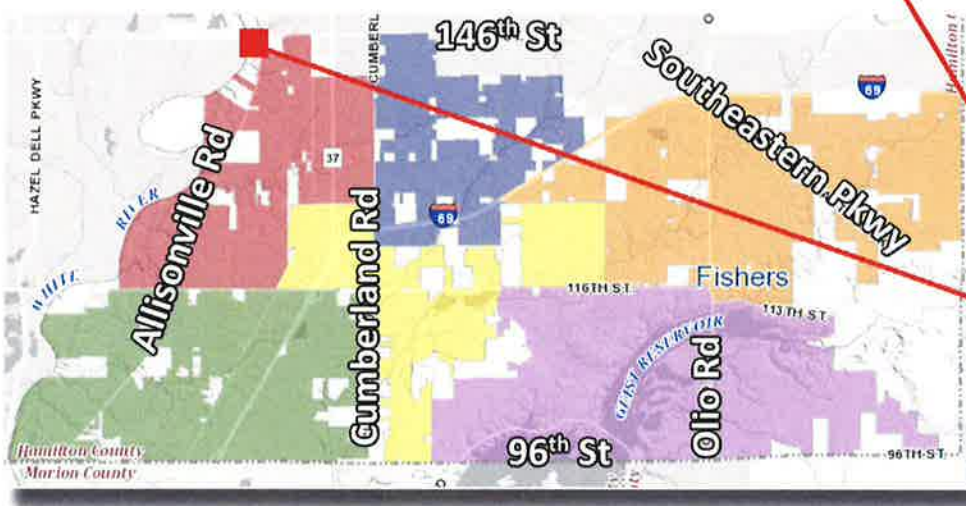 146th St
CUMBERL
HAZEL DELL PKWY
Southeastern Pkwy
Hamilton
69
37
Allisonville Rd
RIVER
WHITE
Cumberland Rd
69
116TH ST.
Fishers
113TH ST
GEIST RESERVOIR
Olio Rd
96th St
96TH ST.
Hamilton County
Marion County